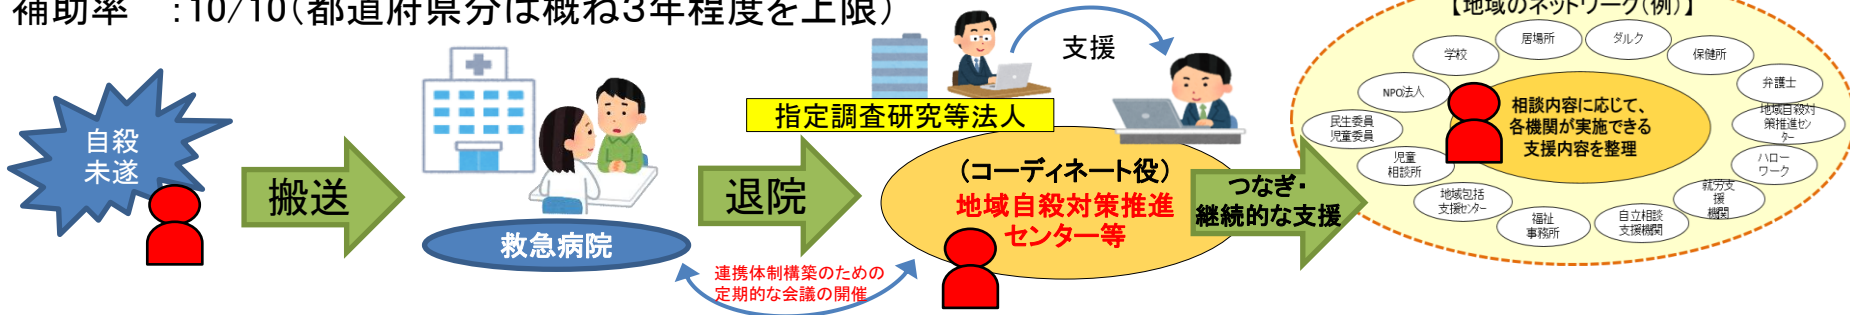 補助率　：10/10（都道府県分は概ね3年程度を上限）
自殺
未遂
搬送
救急病院
退院
連携体制構築のための
定期的な会議の開催
指定調査研究等法人
支援
（コーディネート役）
地域自殺対策推進
センター等
つなぎ・
継続的な支援
【地域のネットワーク（例）】
学校
居場所
ダルク
保健所
弁護士
地域自殺対
策推進セン
ター
ハロー
ワーク
就労支
援
機関
自立相談
支援機関
福祉
事務所
地域包括
支援センター
児童
相談所
民生委員
児童委員
NPO法人
相談内容に応じて、
各機関が実施できる
支援内容を整理